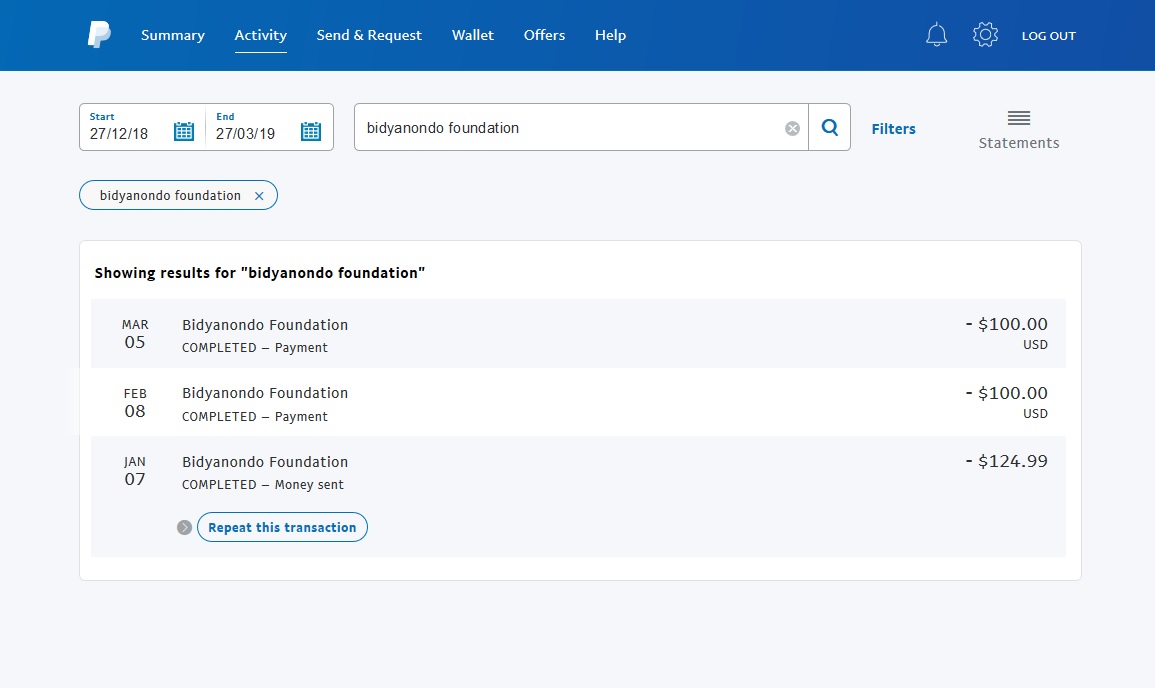 Summary Activity Send & Request Wallet Offers Help LOG OUT
Start End
27/12/18 27/03/19
bidyanondo foundation
Filters
Statements
bidyanondo foundation
Showing results for "bidyanondo foundation"
MAR Bidyanondo Foundation - $100.00
05 COMPLETED – Payment USD
FEB Bidyanondo Foundation - $100.00
08 COMPLETED – Payment USD
JAN Bidyanondo Foundation - $124.99
07 COMPLETED – Money sent
Repeat this transaction